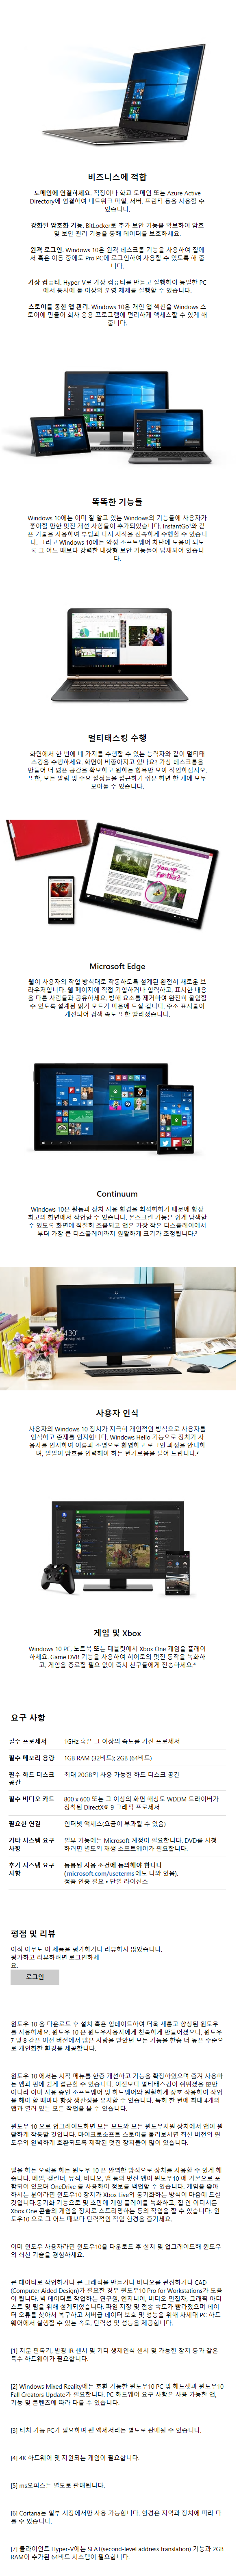 비즈니스에 적합
도메인에 연결하세요. 직장이나 학교 도메인 또는 Azure Active
Directory에 연결하여 네트워크 파일, 서버, 프린터 등을 사용할 수
있습니다.
강화된 암호화 기능. BitLocker로 추가 보안 기능을 확보하여 암호
및 보안 관리 기능을 통해 데이터를 보호하세요.
원격 로그인. Windows 10은 원격 데스크톱 기능을 사용하여 집에
서 혹은 이동 중에도 Pro PC에 로그인하여 사용할 수 있도록 해 줍
니다.
가상 컴퓨터. Hyper-V로 가상 컴퓨터를 만들고 실행하여 동일한 PC
에서 동시에 둘 이상의 운영 체제를 실행할 수 있습니다.
스토어를 통한 앱 관리. Windows 10은 개인 앱 섹션을 Windows 스
토어에 만들어 회사 응용 프로그램에 편리하게 액세스할 수 있게 해
줍니다.
똑똑한 기능들
Windows 10에는 이미 잘 알고 있는 Windows의 기능들에 사용자가
좋아할 만한 멋진 개선 사항들이 추가되었습니다. InstantGo¹와 같
은 기술을 사용하여 부팅과 다시 시작을 신속하게 수행할 수 있습니
다. 그리고 Windows 10에는 악성 소프트웨어 차단에 도움이 되도
록 그 어느 때보다 강력한 내장형 보안 기능들이 탑재되어 있습니
다.
멀티태스킹 수행
화면에서 한 번에 네 가지를 수행할 수 있는 능력자와 같이 멀티태
스킹을 수행하세요. 화면이 비좁아지고 있나요? 가상 데스크톱을
만들어 더 넓은 공간을 확보하고 원하는 항목만 모아 작업하십시오.
또한, 모든 알림 및 주요 설정들을 접근하기 쉬운 화면 한 개에 모두
모아둘 수 있습니다.
Microsoft Edge
웹이 사용자의 작업 방식대로 작동하도록 설계된 완전히 새로운 브
라우저입니다. 웹 페이지에 직접 기입하거나 입력하고, 표시한 내용
을 다른 사람들과 공유하세요. 방해 요소를 제거하여 완전히 몰입할
수 있도록 설계된 읽기 모드가 마음에 드실 겁니다. 주소 표시줄이
개선되어 검색 속도 또한 빨라졌습니다.
Continuum
Windows 10은 활동과 장치 사용 환경을 최적화하기 때문에 항상
최고의 화면에서 작업할 수 있습니다. 온스크린 기능은 쉽게 탐색할
수 있도록 화면에 적절히 조율되고 앱은 가장 작은 디스플레이에서
부터 가장 큰 디스플레이까지 원활하게 크기가 조정됩니다.²
사용자 인식
사용자의 Windows 10 장치가 지극히 개인적인 방식으로 사용자를
인식하고 존재를 인지합니다. Windows Hello 기능으로 장치가 사
용자를 인지하여 이름과 조명으로 환영하고 로그인 과정을 안내하
며, 일일이 암호를 입력해야 하는 번거로움을 덜어 드립니다.³
게임 및 Xbox
Windows 10 PC, 노트북 또는 태블릿에서 Xbox One 게임을 플레이
하세요. Game DVR 기능을 사용하여 히어로의 멋진 동작을 녹화하
고, 게임을 종료할 필요 없이 즉시 친구들에게 전송하세요.⁴
요구 사항
필수 프로세서 1GHz 혹은 그 이상의 속도를 가진 프로세서
필수 메모리 용량 1GB RAM (32비트); 2GB (64비트)
필수 하드 디스크 최대 20GB의 사용 가능한 하드 디스크 공간
공간
필수 비디오 카드 800 x 600 또는 그 이상의 화면 해상도 WDDM 드라이버가
장착된 DirectX® 9 그래픽 프로세서
필요한 연결 인터넷 액세스(요금이 부과될 수 있음)
기타 시스템 요구 일부 기능에는 Microsoft 계정이 필요합니다. DVD를 시청
사항 하려면 별도의 재생 소프트웨어가 필요합니다.
추가 시스템 요구 동봉된 사용 조건에 동의해야 합니다
사항 (microsoft.com/useterms에도 나와 있음).
정품 인증 필요 • 단일 라이선스
평점 및 리뷰
아직 아무도 이 제품을 평가하거나 리뷰하지 않았습니다.
평가하고 리뷰하려면 로그인하세
요.
로그인
윈도우 10 을 다운로드 후 설치 혹은 업데이트하여 더욱 새롭고 향상된 윈도우
를 사용하세요. 윈도우 10 은 윈도우사용자에게 친숙하게 만들어졌으나, 윈도우
7 및 8 같은 이전 버전에서 많은 사랑을 받았던 모든 기능을 한층 더 높은 수준으
로 개인화한 환경을 제공합니다.
윈도우 10 에서는 시작 메뉴를 한층 개선하고 기능을 확장하였으며 즐겨 사용하
는 앱과 핀에 쉽게 접근할 수 있습니다. 이전보다 멀티태스킹이 쉬워졌을 뿐만
아니라 이미 사용 중인 소프트웨어 및 하드웨어와 원활하게 상호 작용하여 작업
을 해야 할 때마다 항상 생산성을 유지할 수 있습니다. 특히 한 번에 최대 4개의
앱과 열려 있는 모든 작업을 볼 수 있습니다.
윈도우 10 으로 업그레이드하면 모든 모드와 모든 윈도우지원 장치에서 앱이 원
활하게 작동할 것입니다. 마이크로소프트 스토어를 둘러보시면 최신 버전의 윈
도우와 완벽하게 호환되도록 제작된 멋진 장치들이 많이 있습니다.
일을 하든 오락을 하든 윈도우 10 은 완벽한 방식으로 장치를 사용할 수 있게 해
줍니다. 메일, 캘린더, 뮤직, 비디오, 맵 등의 멋진 앱이 윈도우10 에 기본으로 포
함되어 있으며 OneDrive 를 사용하여 정보를 백업할 수 있습니다. 게임을 좋아
하시는 분이라면 윈도우10 장치가 Xbox Live와 동기화하는 방식이 마음에 드실
것입니다.동기화 기능으로 몇 초만에 게임 플레이를 녹화하고, 집 안 어디서든
Xbox One 콘솔의 게임을 장치로 스트리밍하는 등의 작업을 할 수 있습니다. 윈
도우10 으로 그 어느 때보다 탄력적인 작업 환경을 즐기세요.
이미 윈도우 사용자라면 윈도우10을 다운로드 후 설치 및 업그레이드해 윈도우
의 최신 기술을 경험하세요.
큰 데이터로 작업하거나 큰 그래픽을 만들거나 비디오를 편집하거나 CAD
(Computer Aided Design)가 필요한 경우 윈도우10 Pro for Workstations가 도움
이 됩니다. 빅 데이터로 작업하는 연구원, 엔지니어, 비디오 편집자, 그래픽 아티
스트 및 팀을 위해 설계되었습니다. 파일 저장 및 전송 속도가 빨라졌으며 데이
터 오류를 찾아서 복구하고 서버급 데이터 보호 및 성능을 위해 차세대 PC 하드
웨어에서 실행할 수 있는 속도, 탄력성 및 성능을 제공합니다.
[1] 지문 판독기, 발광 IR 센서 및 기타 생체인식 센서 및 가능한 장치 등과 같은
특수 하드웨어가 필요합니다.
[2] Windows Mixed Reality에는 호환 가능한 윈도우10 PC 및 헤드셋과 윈도우10
Fall Creators Update가 필요합니다. PC 하드웨어 요구 사항은 사용 가능한 앱,
기능 및 콘텐츠에 따라 다를 수 있습니다.
[3] 터치 가능 PC가 필요하며 펜 액세서리는 별도로 판매될 수 있습니다.
[4] 4K 하드웨어 및 지원되는 게임이 필요합니다.
[5] ms오피스는 별도로 판매됩니다.
[6] Cortana는 일부 시장에서만 사용 가능합니다. 환경은 지역과 장치에 따라 다
를 수 있습니다.
[7] 클라이언트 Hyper-V에는 SLAT(second-level address translation) 기능과 2GB
RAM이 추가된 64비트 시스템이 필요합니다.